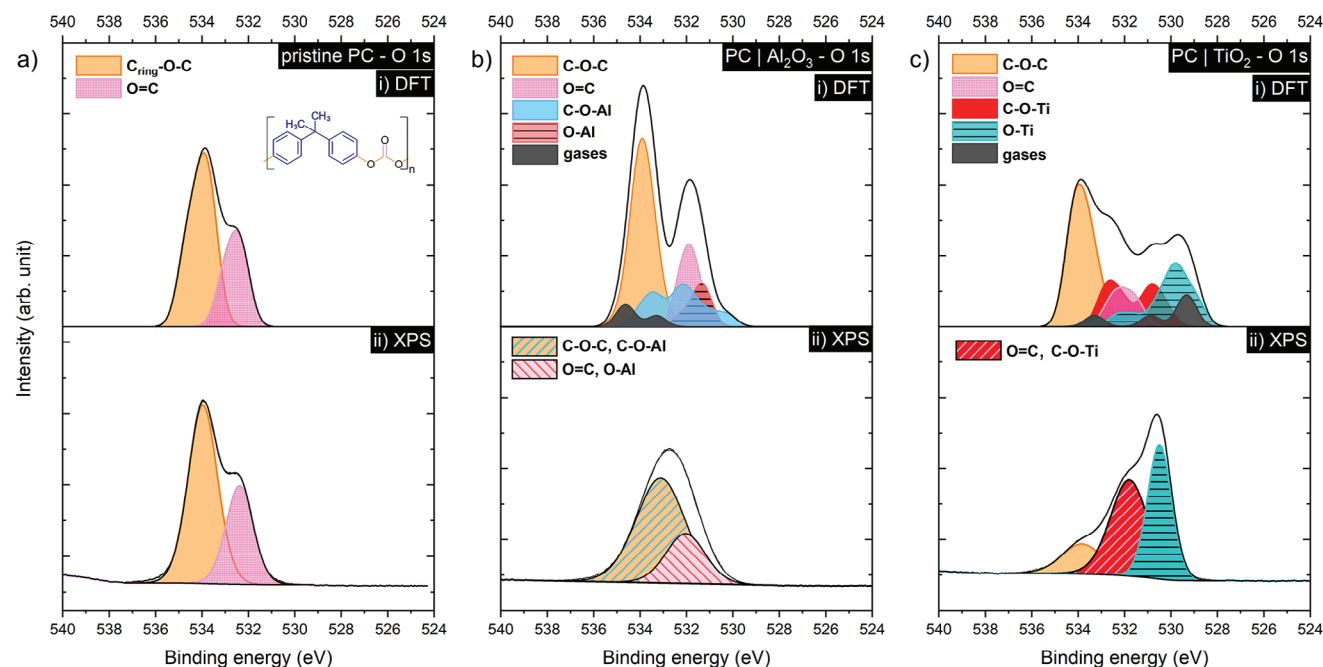 540 538 536 534 532 530 528 526 524
a)
pristine PC - O 1s
i) DFT
C_ring-O-C
O=C
H₃C
CH₃
O
O
O
n
ii) XPS
540 538 536 534 532 530 528 526 524
Binding energy (eV)
Intensity (arb. unit)
540 538 536 534 532 530 528 526 524
b)
PC | Al₂O₃ - O 1s
i) DFT
C-O-C
O=C
C-O-Al
O-Al
gases
ii) XPS
C-O-C, C-O-Al
O=C, O-Al
540 538 536 534 532 530 528 526 524
Binding energy (eV)
540 538 536 534 532 530 528 526 524
c)
PC | TiO₂ - O 1s
i) DFT
C-O-C
O=C
C-O-Ti
O-Ti
gases
ii) XPS
O=C, C-O-Ti
540 538 536 534 532 530 528 526 524
Binding energy (eV)